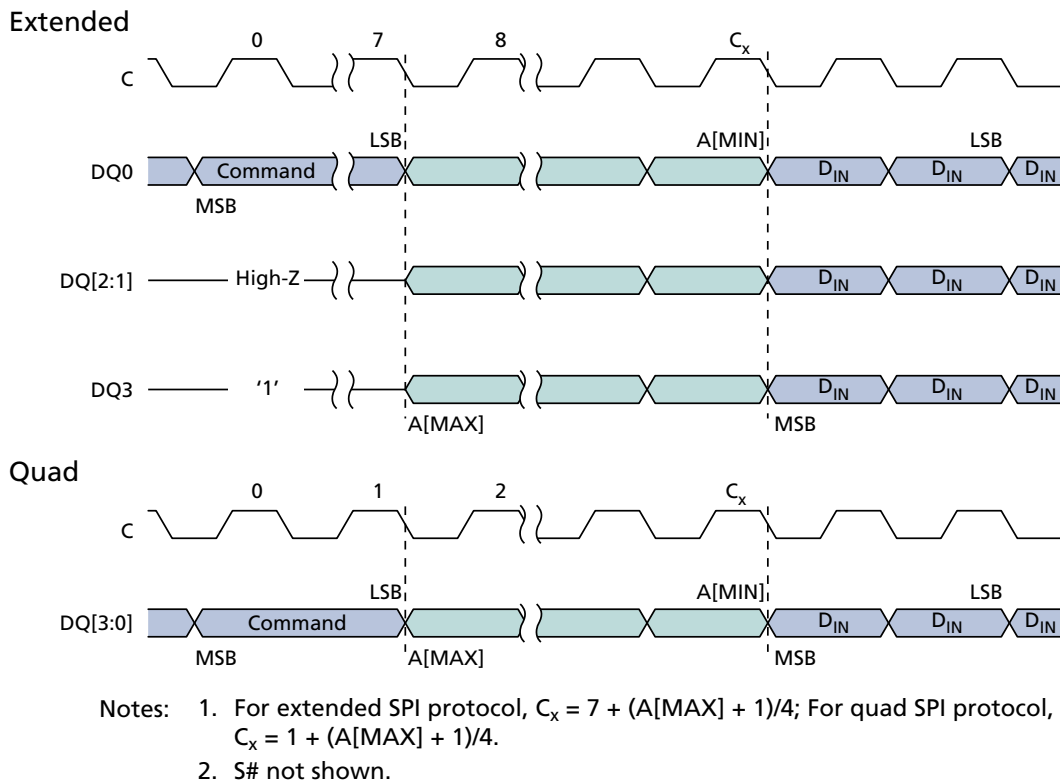 Extended
0 7 8 Cx
C
LSB A[MIN] LSB
DQ0 Command DIN DIN DIN
MSB
DQ[2:1] High-Z DIN DIN DIN
DQ3 ‘1’ DIN DIN DIN
A[MAX] MSB
Quad
0 1 2 Cx
C
LSB A[MIN] LSB
DQ[3:0] Command DIN DIN DIN
MSB A[MAX] MSB
Notes: 1. For extended SPI protocol, Cx = 7 + (A[MAX] + 1)/4; For quad SPI protocol,
Cx = 1 + (A[MAX] + 1)/4.
2. S# not shown.